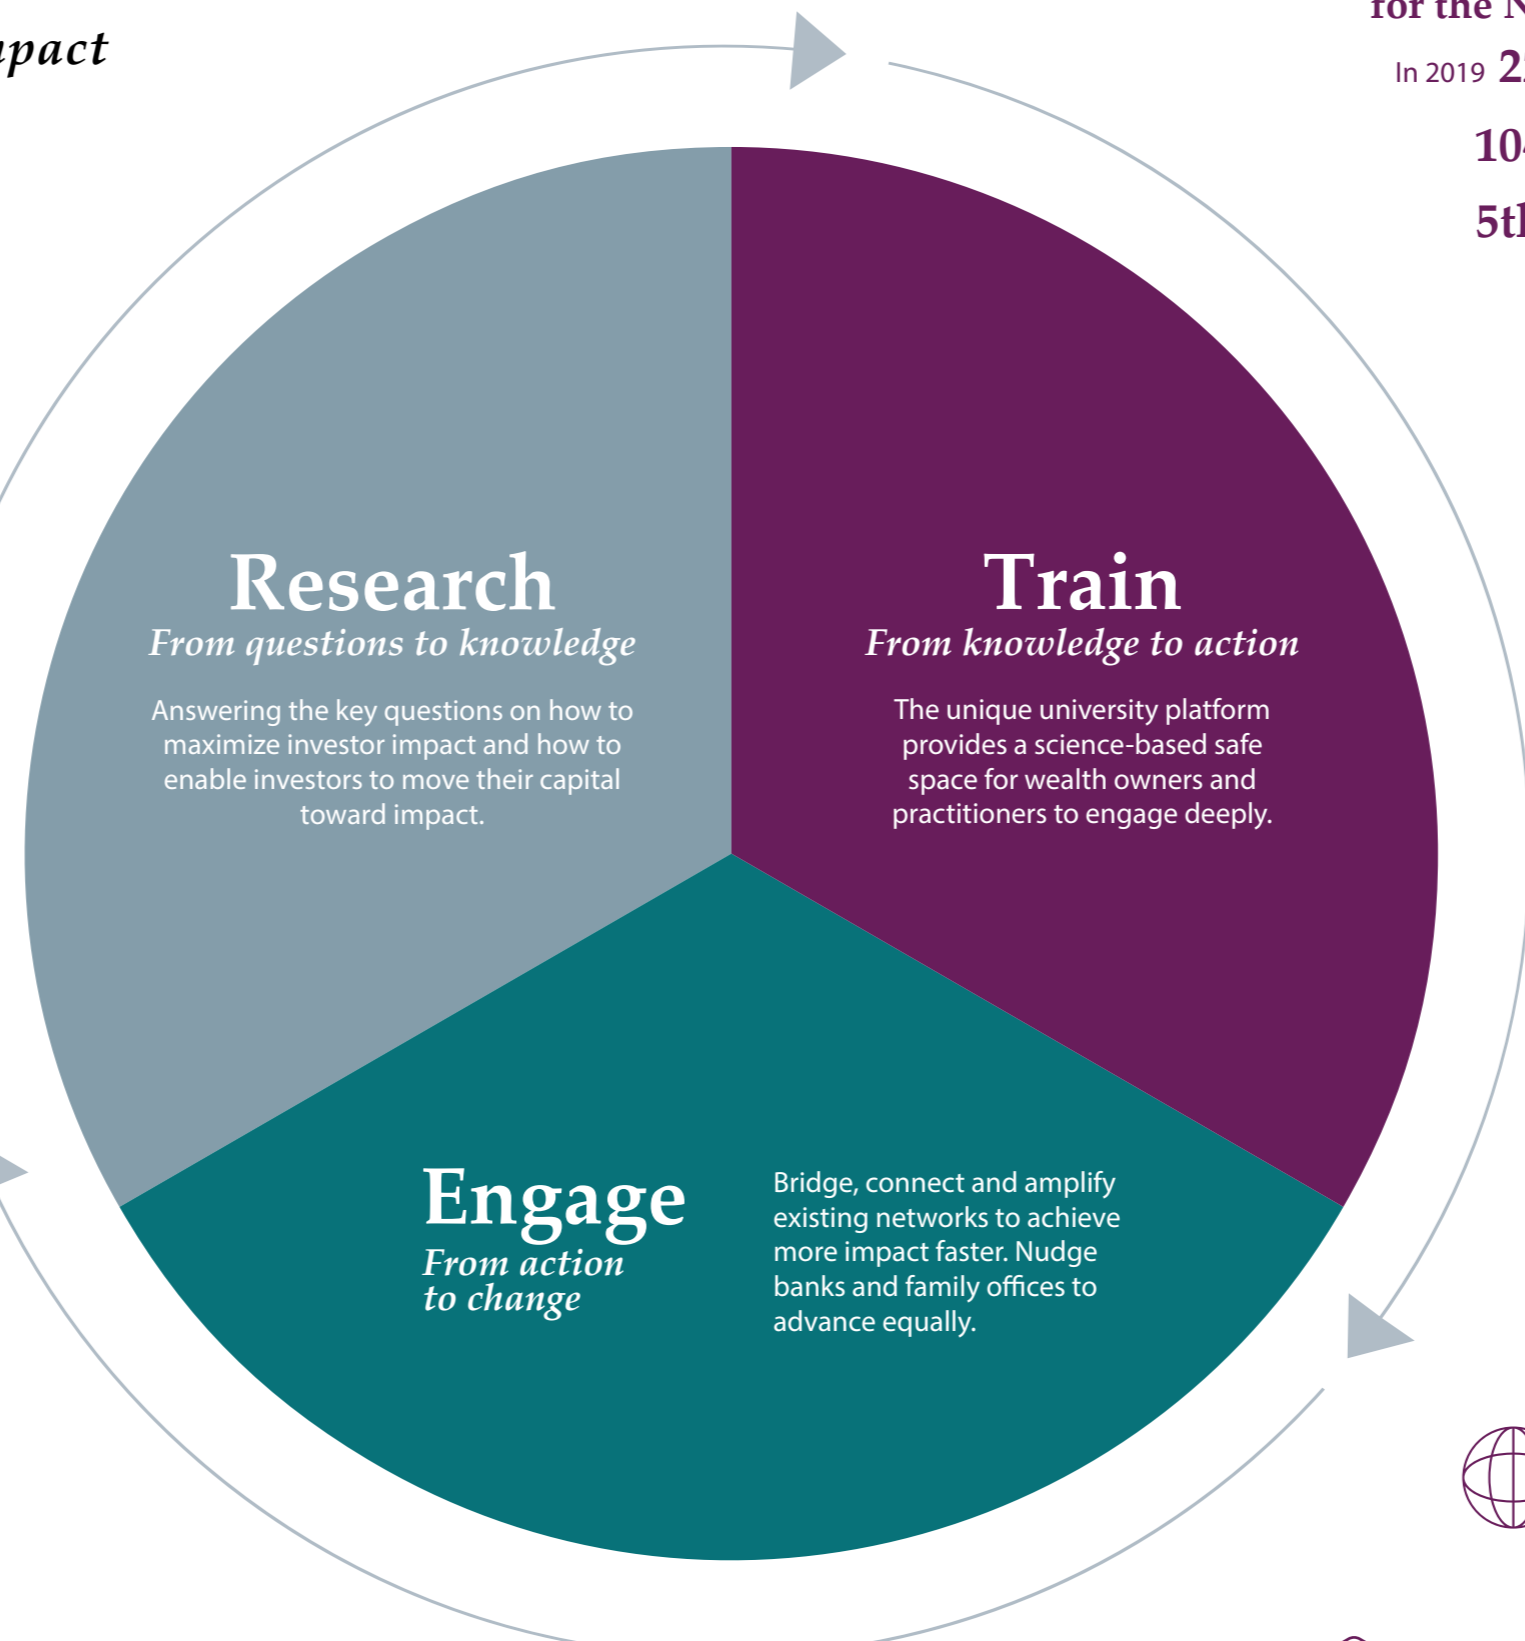 for the
In 2019
Research
From questions to knowledge
Answering the key questions on how to
maximize investor impact and how to
enable investors to move their capital
toward impact.
Train
From knowledge to action
The unique university platform
provides a science-based safe
space for wealth owners and
practitioners to engage deeply.
Engage
From action
to change
Bridge, connect and amplify
existing networks to achieve
more impact faster. Nudge
banks and family offices to
advance equally.